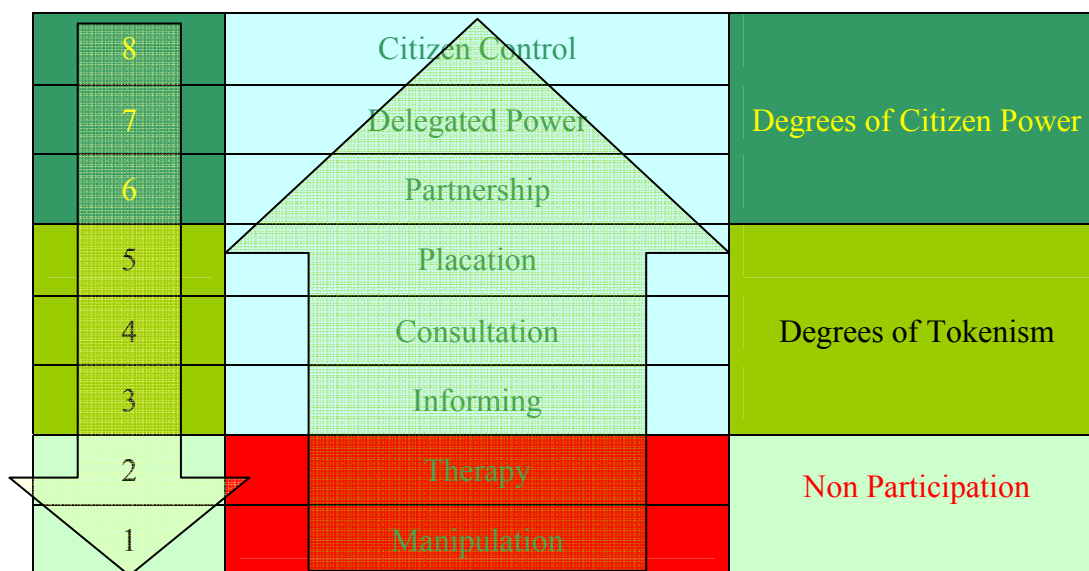 8 Citizen Control
7 Delegated Power Degrees of Citizen Power
6 Partnership
5 Placation
4 Consultation Degrees of Tokenism
3 Informing
2 Therapy
Non Participation
1 Manipulation